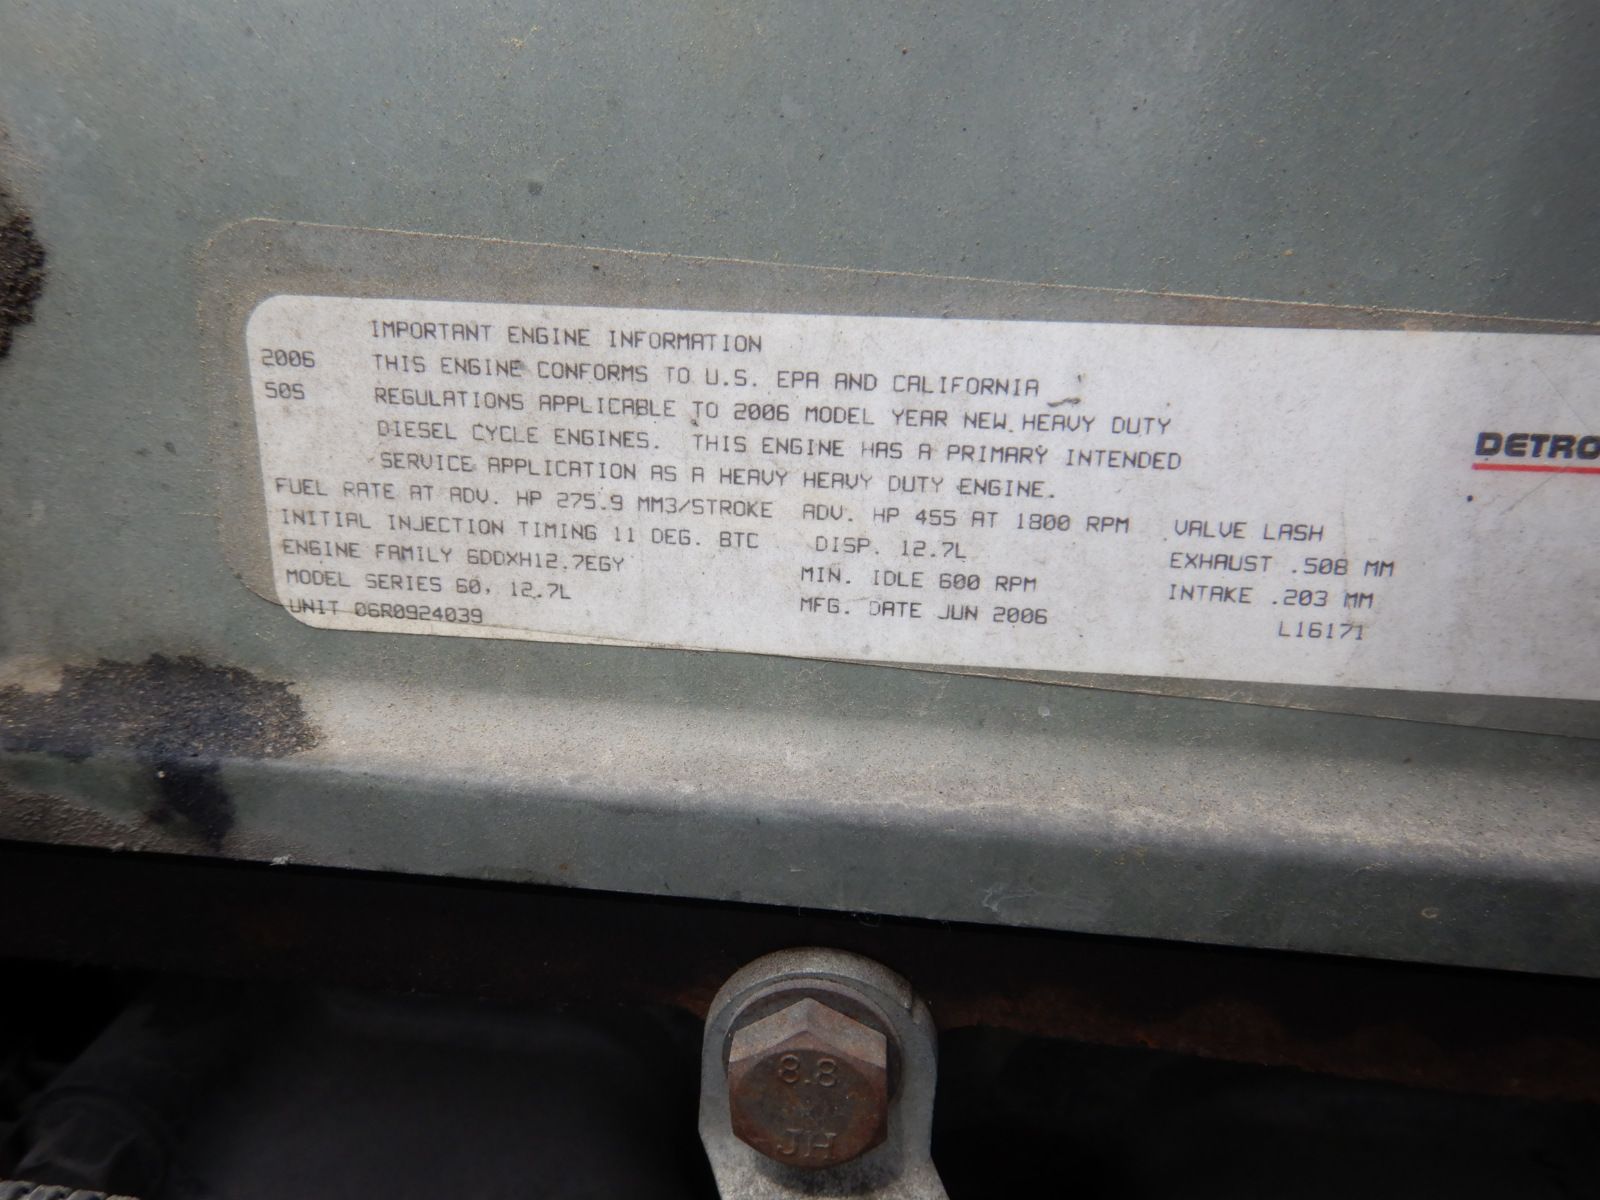 IMPORTANT ENGINE INFORMATION
2006 THIS ENGINE CONFORMS TO U.S. EPA AND CALIFORNIA
50S REGULATIONS APPLICABLE TO 2006 MODEL YEAR NEW HEAVY DUTY
DIESEL CYCLE ENGINES. THIS ENGINE HAS A PRIMARY INTENDED
SERVICE APPLICATION AS A HEAVY HEAVY DUTY ENGINE.
FUEL RATE AT ADV. HP 275.9 MM3/STROKE ADV. HP 455 AT 1800 RPM VALVE LASH
INITIAL INJECTION TIMING 11 DEG. BTC DISP. 12.7L EXHAUST .508 MM
ENGINE FAMILY 6DDXH12.7EGY MIN. IDLE 600 RPM INTAKE .203 MM
MODEL SERIES 60, 12.7L MFG. DATE JUN 2006 L16171
UNIT 06R0924039
DETRO
8.8
JH